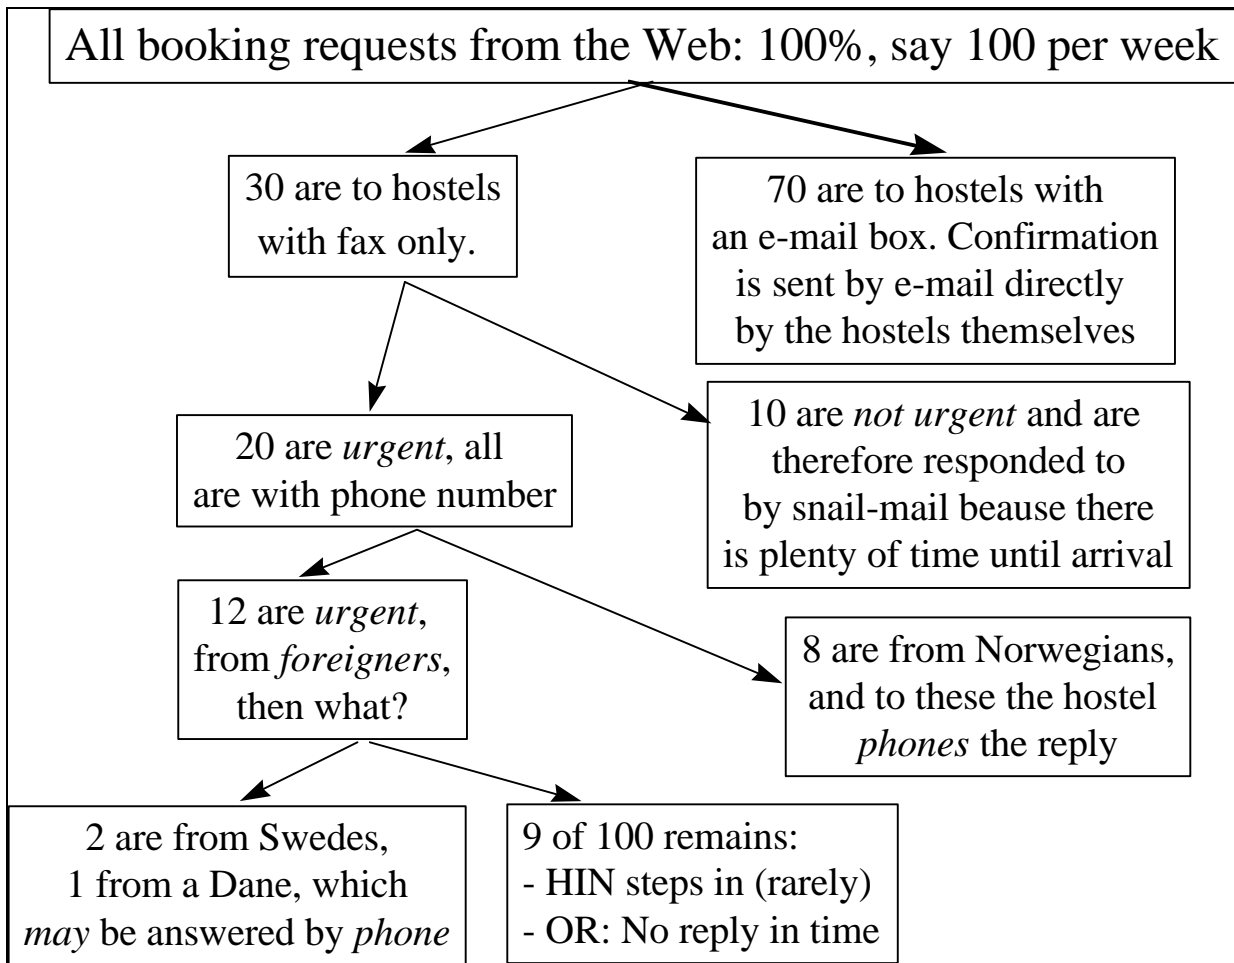 All booking requests from the Web: 100%, say 100 per week
30 are to hostels
with fax only.
70 are to hostels with
an e-mail box. Confirmation
is sent by e-mail directly
by the hostels themselves
20 are urgent, all
are with phone number
10 are not urgent and are
therefore responded to
by snail-mail beause there
is plenty of time until arrival
12 are urgent,
from foreigners,
then what?
8 are from Norwegians,
and to these the hostel
phones the reply
2 are from Swedes,
1 from a Dane, which
may be answered by phone
9 of 100 remains:
- HIN steps in (rarely)
- OR: No reply in time